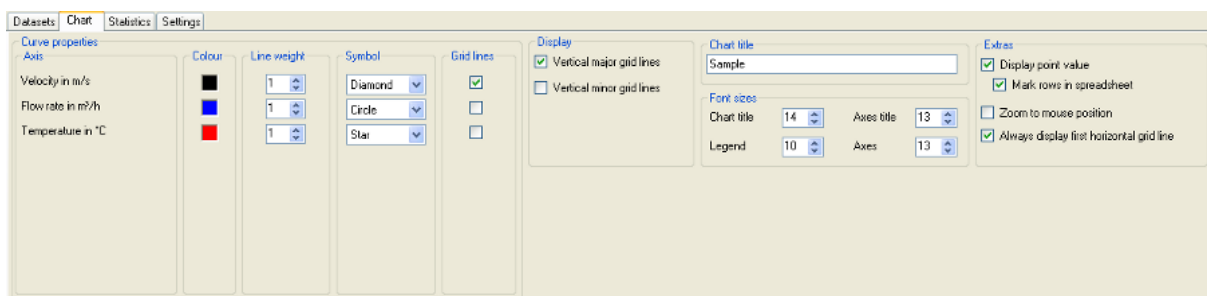 Datasets Chart Statistics Settings
Curve properties
Axis Colour Line weight Symbol Grid lines
Velocity in m/s 1 Diamond
Flow rate in m³/h 1 Circle
Temperature in °C 1 Star
Display
Vertical major grid lines
Vertical minor grid lines
Chart title
Sample
Font sizes
Chart title 14 Axes title 13
Legend 10 Axes 13
Extras
Display point value
Mark rows in spreadsheet
Zoom to mouse position
Always display first horizontal grid line